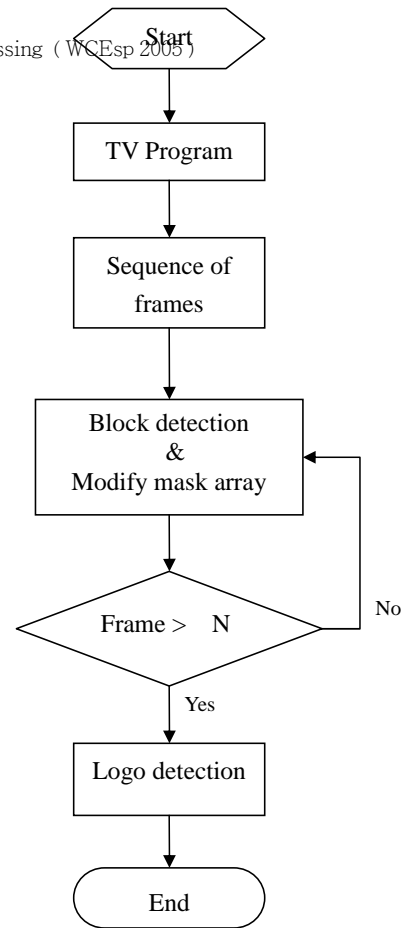 Start
ssing ( WCEsp 2005 )
TV Program
Sequence of
frames
Block detection
&
Modify mask array
Frame > N
No
Yes
Logo detection
End